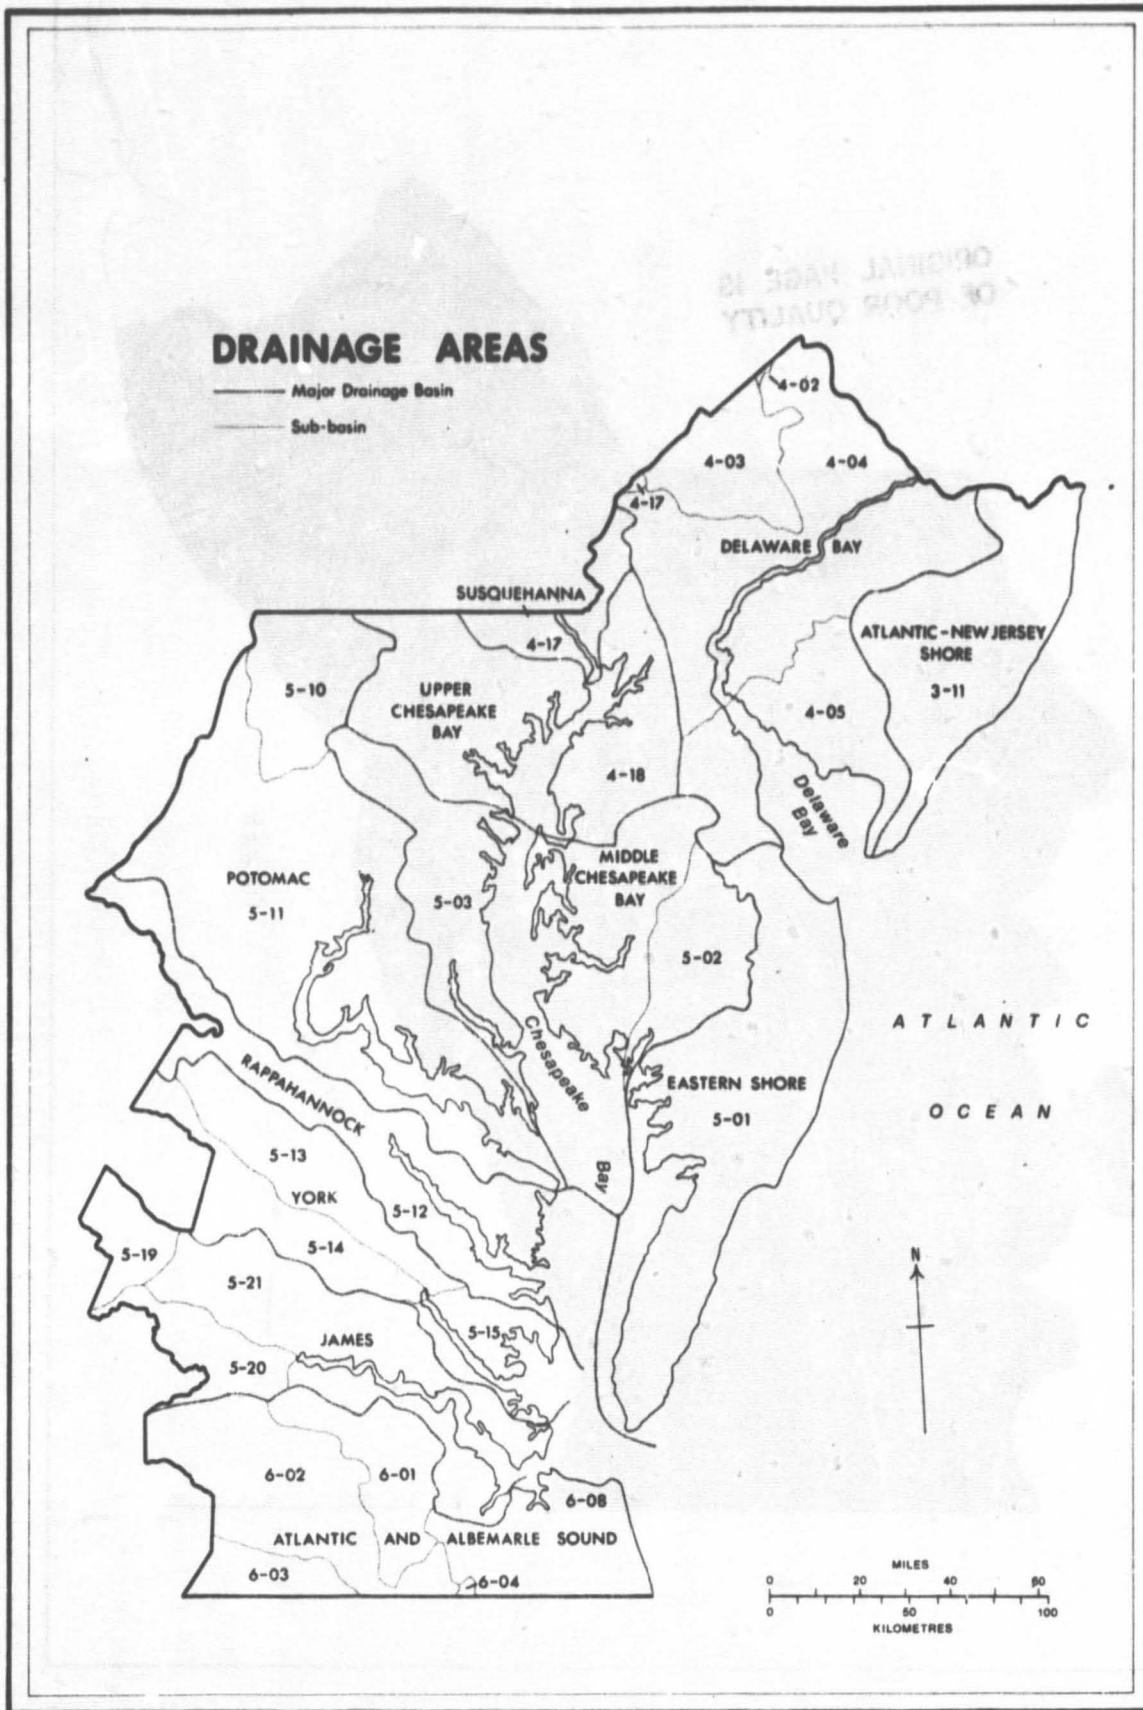 ORIGINAL PAGE IS
OF POOR QUALITY
DRAINAGE AREAS
Major Drainage Basin
Sub-basin
4-02
4-03
4-04
4-17
DELAWARE BAY
SUSQUEHANNA
4-17
ATLANTIC-NEW JERSEY
SHORE
3-11
5-10
UPPER
CHESAPEAKE
BAY
4-05
4-18
Delaware
Bay
MIDDLE
CHESAPEAKE
BAY
POTOMAC
5-11
5-03
5-02
Chesapeake
Bay
ATLANTIC
OCEAN
EASTERN SHORE
5-01
RAPPAHANNOCK
5-13
YORK
5-12
5-14
5-19
5-21
JAMES
5-15
5-20
N
6-02
6-01
6-08
ATLANTIC AND ALBEMARLE SOUND
6-03
6-04
MILES
0 20 40 60
0 50 100
KILOMETRES